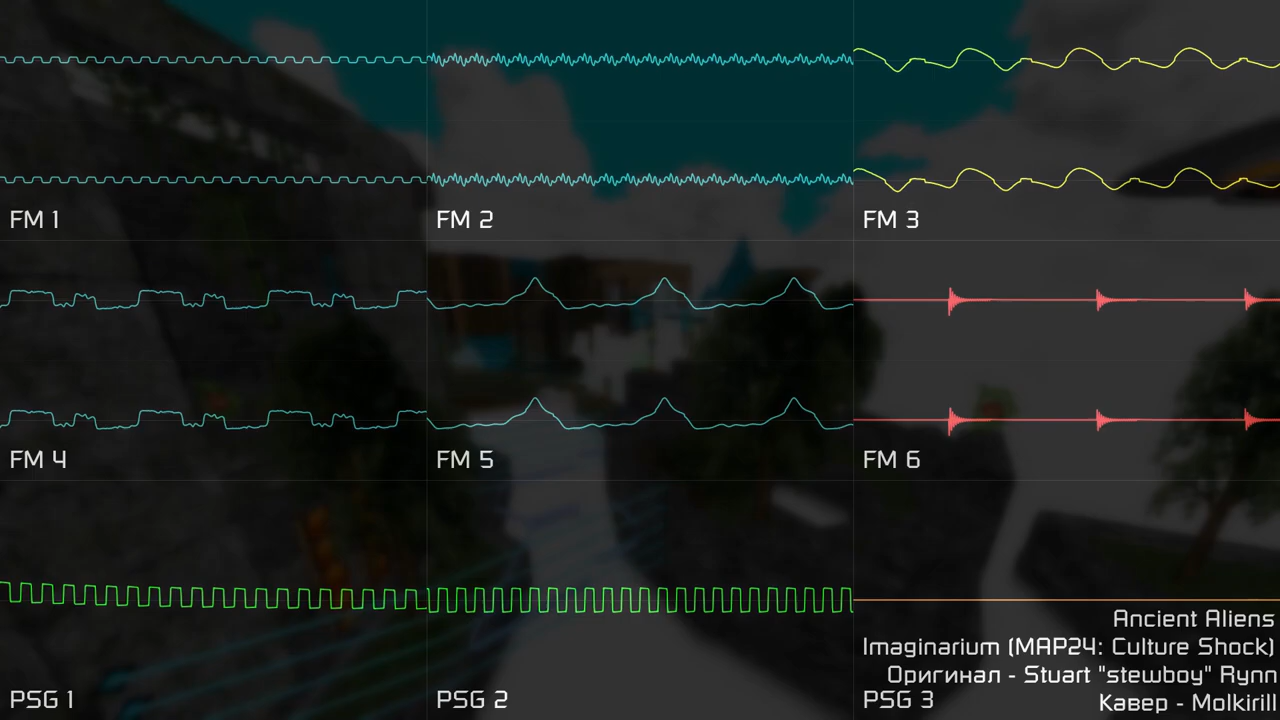 FM 1
FM 2
FM 3
FM 4
FM 5
FM 6
PSG 1
PSG 2
PSG 3
Ancient Aliens
Imaginarium (MAP24: Culture Shock)
Оригинал - Stuart "stewboy" Rynn
Кавер - Molkirill